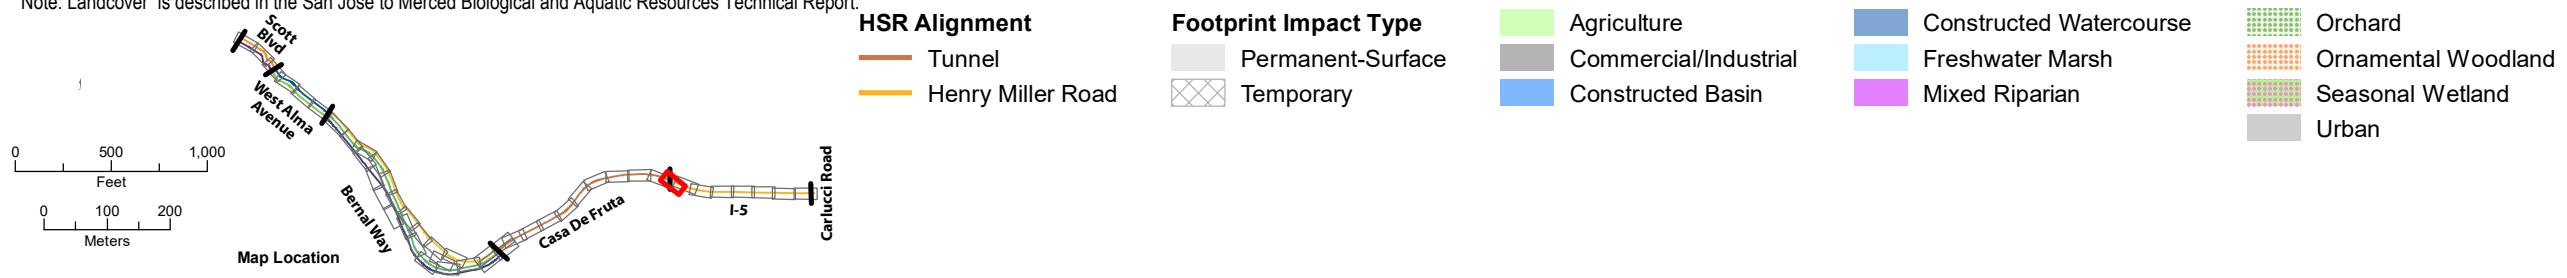 Note: Landcover is described in the San Jose to Merced Biological and Aquatic Resources Technical Report.
Scott
Blvd
West Alma
Avenue
Bernal Way
Casa De Fruta
I-5
Carlucci Road
0 500 1,000
Feet
0 100 200
Meters
Map Location
HSR Alignment
Tunnel
Henry Miller Road
Footprint Impact Type
Permanent-Surface
Temporary
Agriculture
Commercial/Industrial
Constructed Basin
Constructed Watercourse
Freshwater Marsh
Mixed Riparian
Orchard
Ornamental Woodland
Seasonal Wetland
Urban